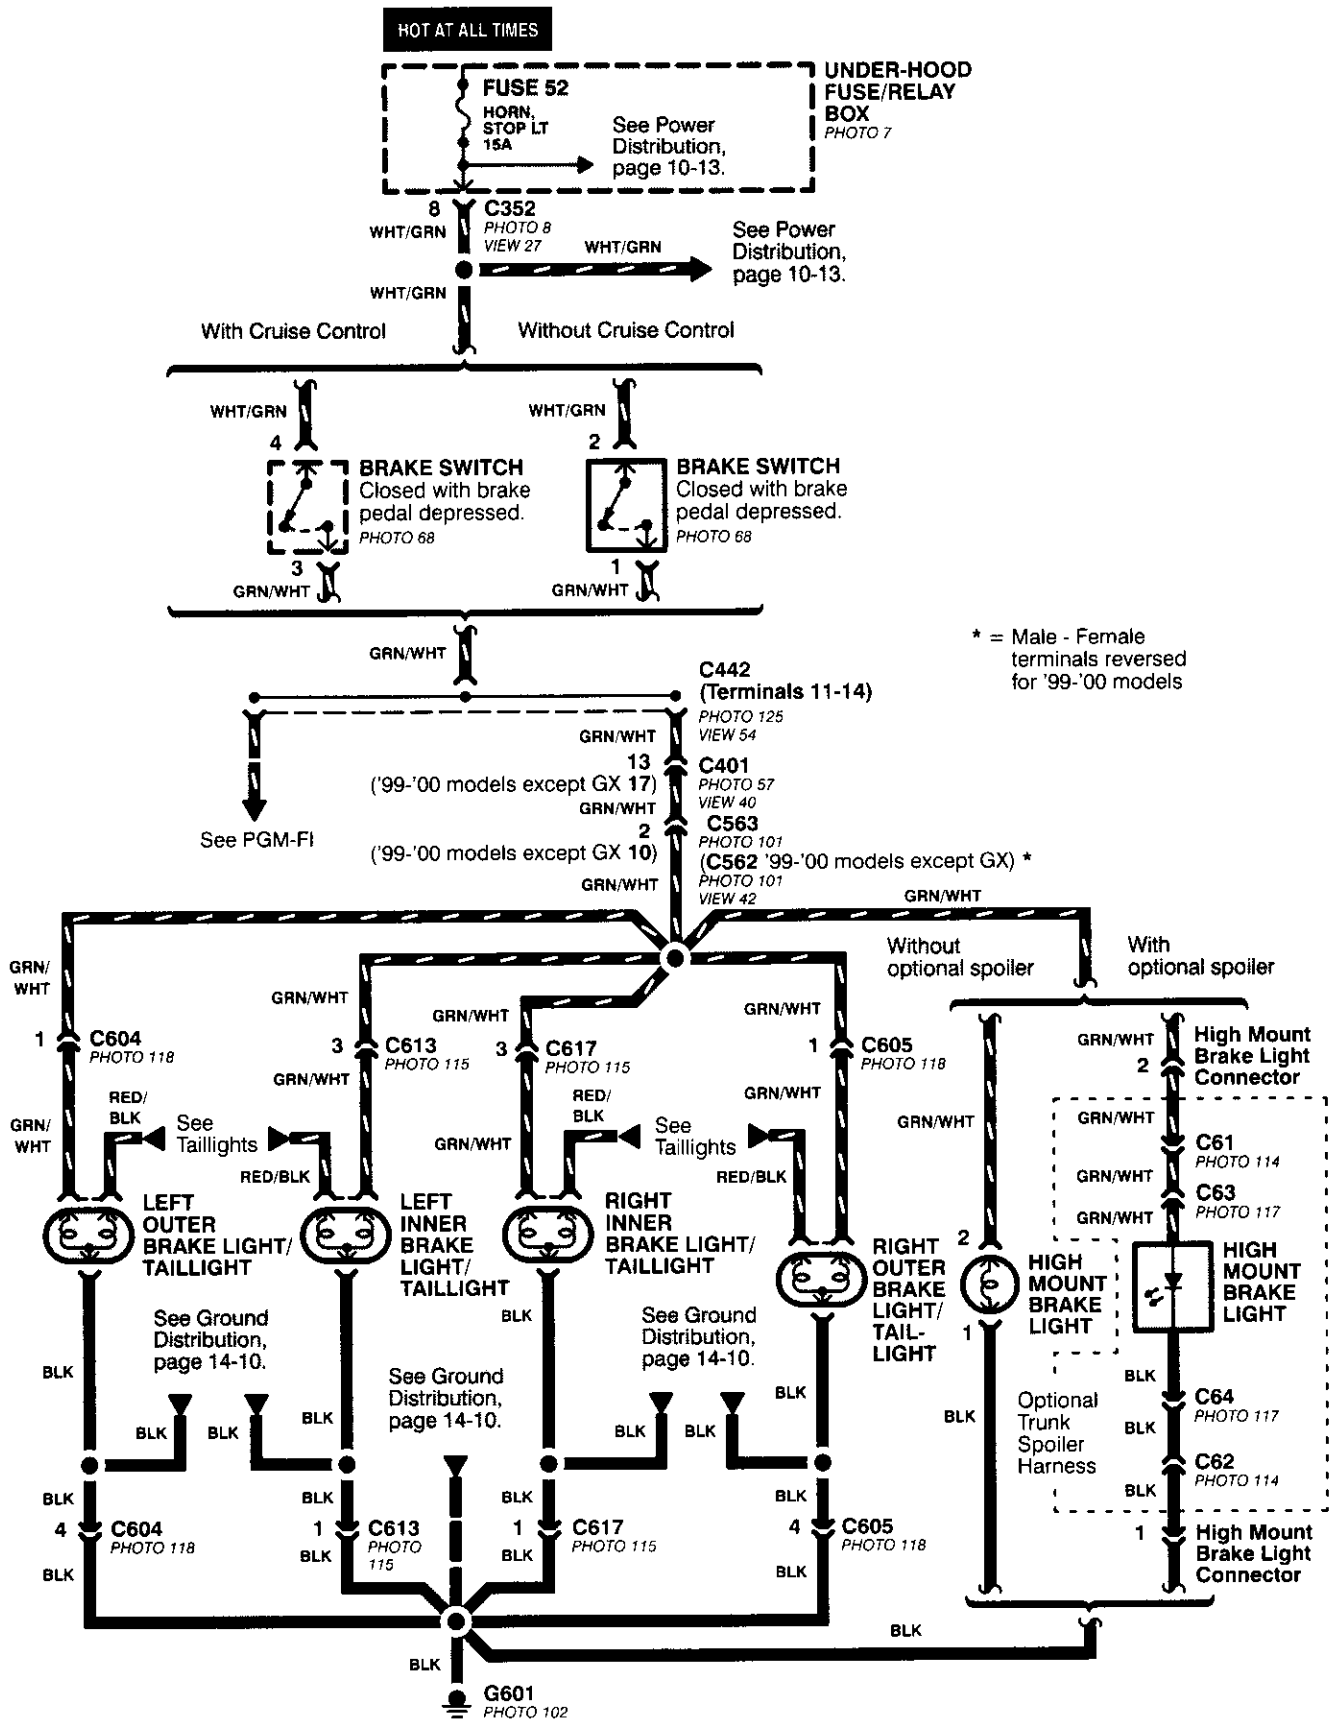 HOT AT ALL TIMES
UNDER-HOOD
FUSE/RELAY
BOX
PHOTO 7
FUSE 52
HORN,
STOP LT
15A
See Power
Distribution,
page 10-13.
8
C352
PHOTO 8
VIEW 27
WHT/GRN
WHT/GRN
See Power
Distribution,
page 10-13.
WHT/GRN
With Cruise Control
Without Cruise Control
WHT/GRN
WHT/GRN
4
2
BRAKE SWITCH
Closed with brake
pedal depressed.
PHOTO 68
BRAKE SWITCH
Closed with brake
pedal depressed.
PHOTO 68
3
1
GRN/WHT
GRN/WHT
GRN/WHT
* = Male - Female
terminals reversed
for '99-'00 models
C442
(Terminals 11-14)
PHOTO 125
VIEW 54
GRN/WHT
13
C401
('99-'00 models except GX 17)
PHOTO 57
VIEW 40
GRN/WHT
See PGM-FI
2
C563
PHOTO 101
('99-'00 models except GX 10)
(C562 '99-'00 models except GX) *
PHOTO 101
VIEW 42
GRN/WHT
GRN/WHT
Without
optional spoiler
With
optional spoiler
GRN/
WHT
GRN/WHT
GRN/WHT
GRN/WHT
1
C604
PHOTO 118
3
C613
PHOTO 115
3
C617
PHOTO 115
1
C605
PHOTO 118
GRN/WHT
2
High Mount
Brake Light
Connector
GRN/
WHT
RED/
BLK
See
Taillights
GRN/WHT
RED/BLK
GRN/WHT
RED/
BLK
See
Taillights
GRN/WHT
RED/BLK
GRN/WHT
GRN/WHT
C61
PHOTO 114
GRN/WHT
C63
PHOTO 117
GRN/WHT
LEFT
OUTER
BRAKE LIGHT/
TAILLIGHT
LEFT
INNER
BRAKE
LIGHT/
TAILLIGHT
RIGHT
INNER
BRAKE LIGHT/
TAILLIGHT
RIGHT
OUTER
BRAKE
LIGHT/
TAIL-
LIGHT
2
HIGH
MOUNT
BRAKE
LIGHT
1
HIGH
MOUNT
BRAKE
LIGHT
See Ground
Distribution,
page 14-10.
See Ground
Distribution,
page 14-10.
See Ground
Distribution,
page 14-10.
BLK
BLK
BLK
BLK
BLK
BLK
BLK
BLK
BLK
BLK
BLK
Optional
Trunk
Spoiler
Harness
C64
PHOTO 117
BLK
C62
PHOTO 114
BLK
BLK
BLK
BLK
BLK
4
C604
PHOTO 118
1
C613
PHOTO
115
1
C617
PHOTO 115
4
C605
PHOTO 118
1
High Mount
Brake Light
Connector
BLK
BLK
BLK
BLK
BLK
BLK
G601
PHOTO 102